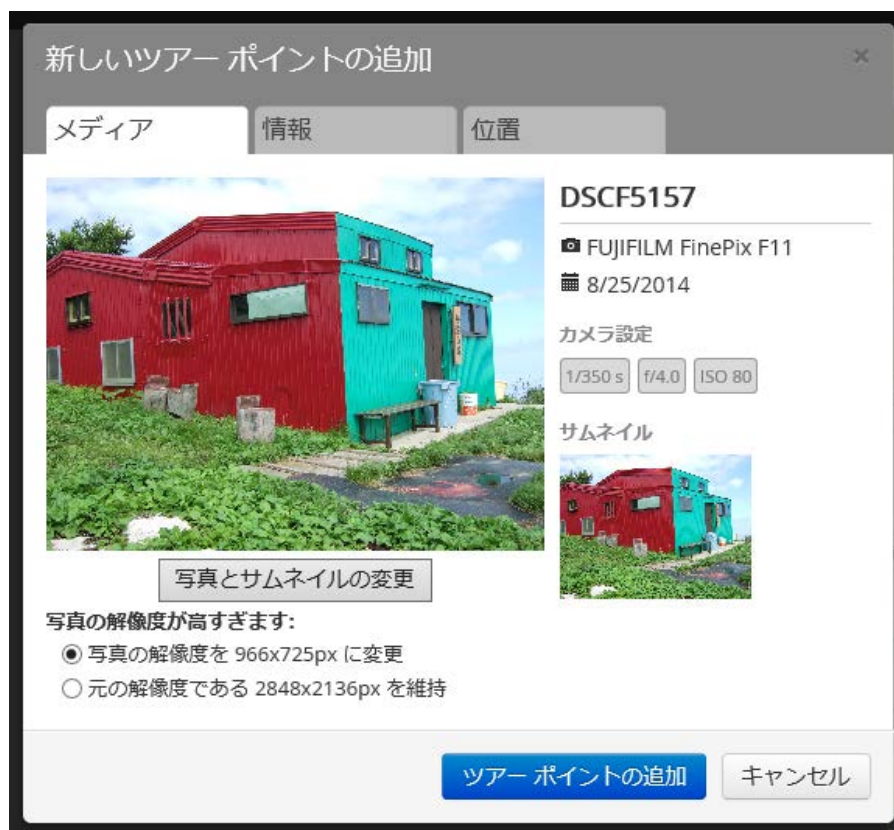 新しいツアー ポイントの追加
×
メディア
情報
位置
DSCF5157
FUJIFILM FinePix F11
8/25/2014
カメラ設定
1/350 s
f/4.0
ISO 80
サムネイル
写真とサムネイルの変更
写真の解像度が高すぎます:
写真の解像度を 966x725px に変更
元の解像度である 2848x2136px を維持
ツアー ポイントの追加
キャンセル